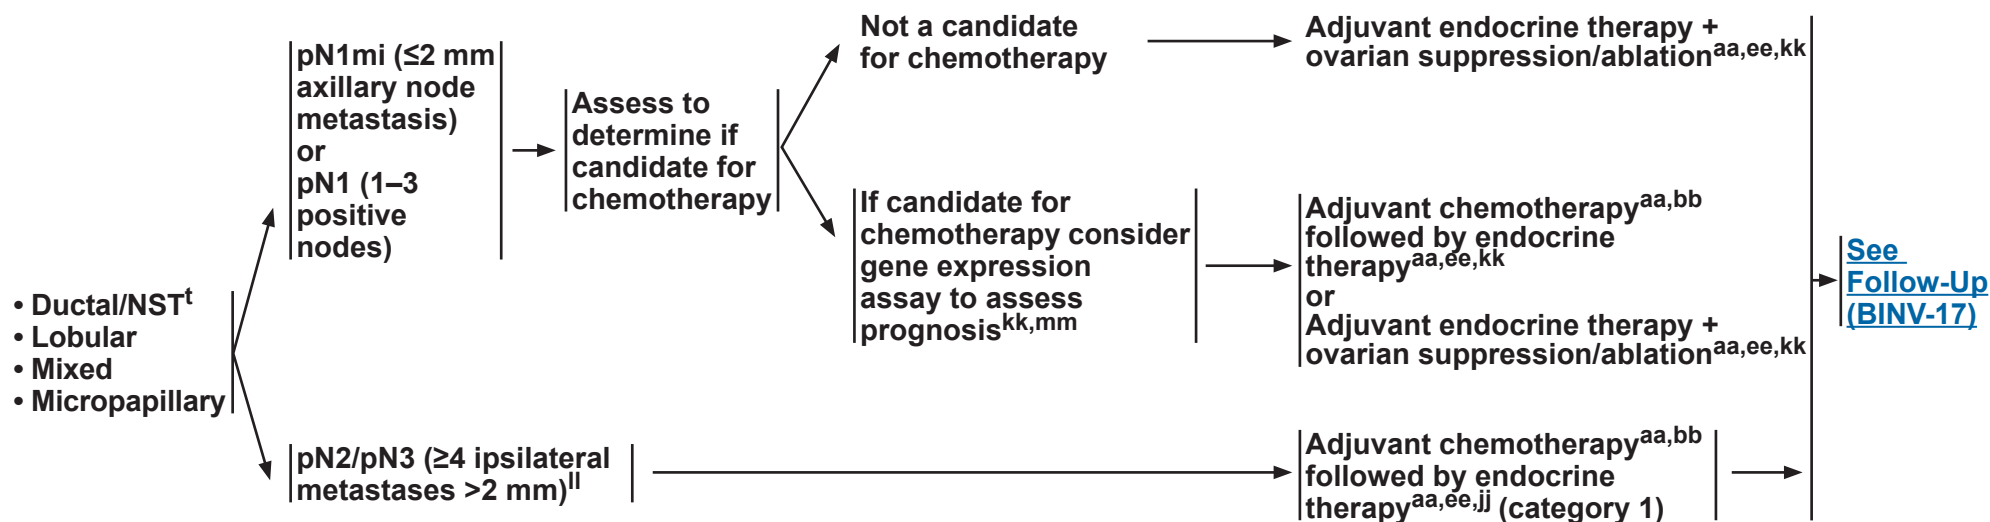 • Ductal/NSTt
• Lobular
• Mixed
• Micropapillary
pN1mi (≤2 mm
axillary node
metastasis)
or
pN1 (1–3
positive
nodes)
Assess to
determine if
candidate for
chemotherapy
Not a candidate
for chemotherapy
Adjuvant endocrine therapy +
ovarian suppression/ablationaa,ee,kk
If candidate for
chemotherapy consider
gene expression
assay to assess
prognosiskk,mm
Adjuvant chemotherapyaa,bb
followed by endocrine
therapyaa,ee,kk
or
Adjuvant endocrine therapy +
ovarian suppression/ablationaa,ee,kk
pN2/pN3 (≥4 ipsilateral
metastases >2 mm)ll
Adjuvant chemotherapyaa,bb
followed by endocrine
therapyaa,ee,jj (category 1)
See
Follow-Up
(BINV-17)